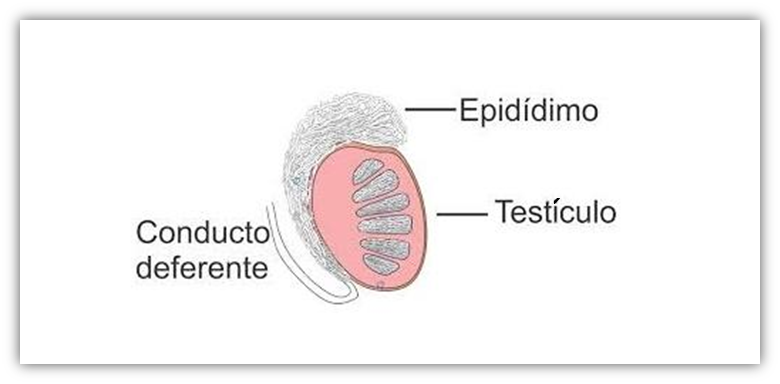 Epidídimo
Testículo
Conducto
deferente